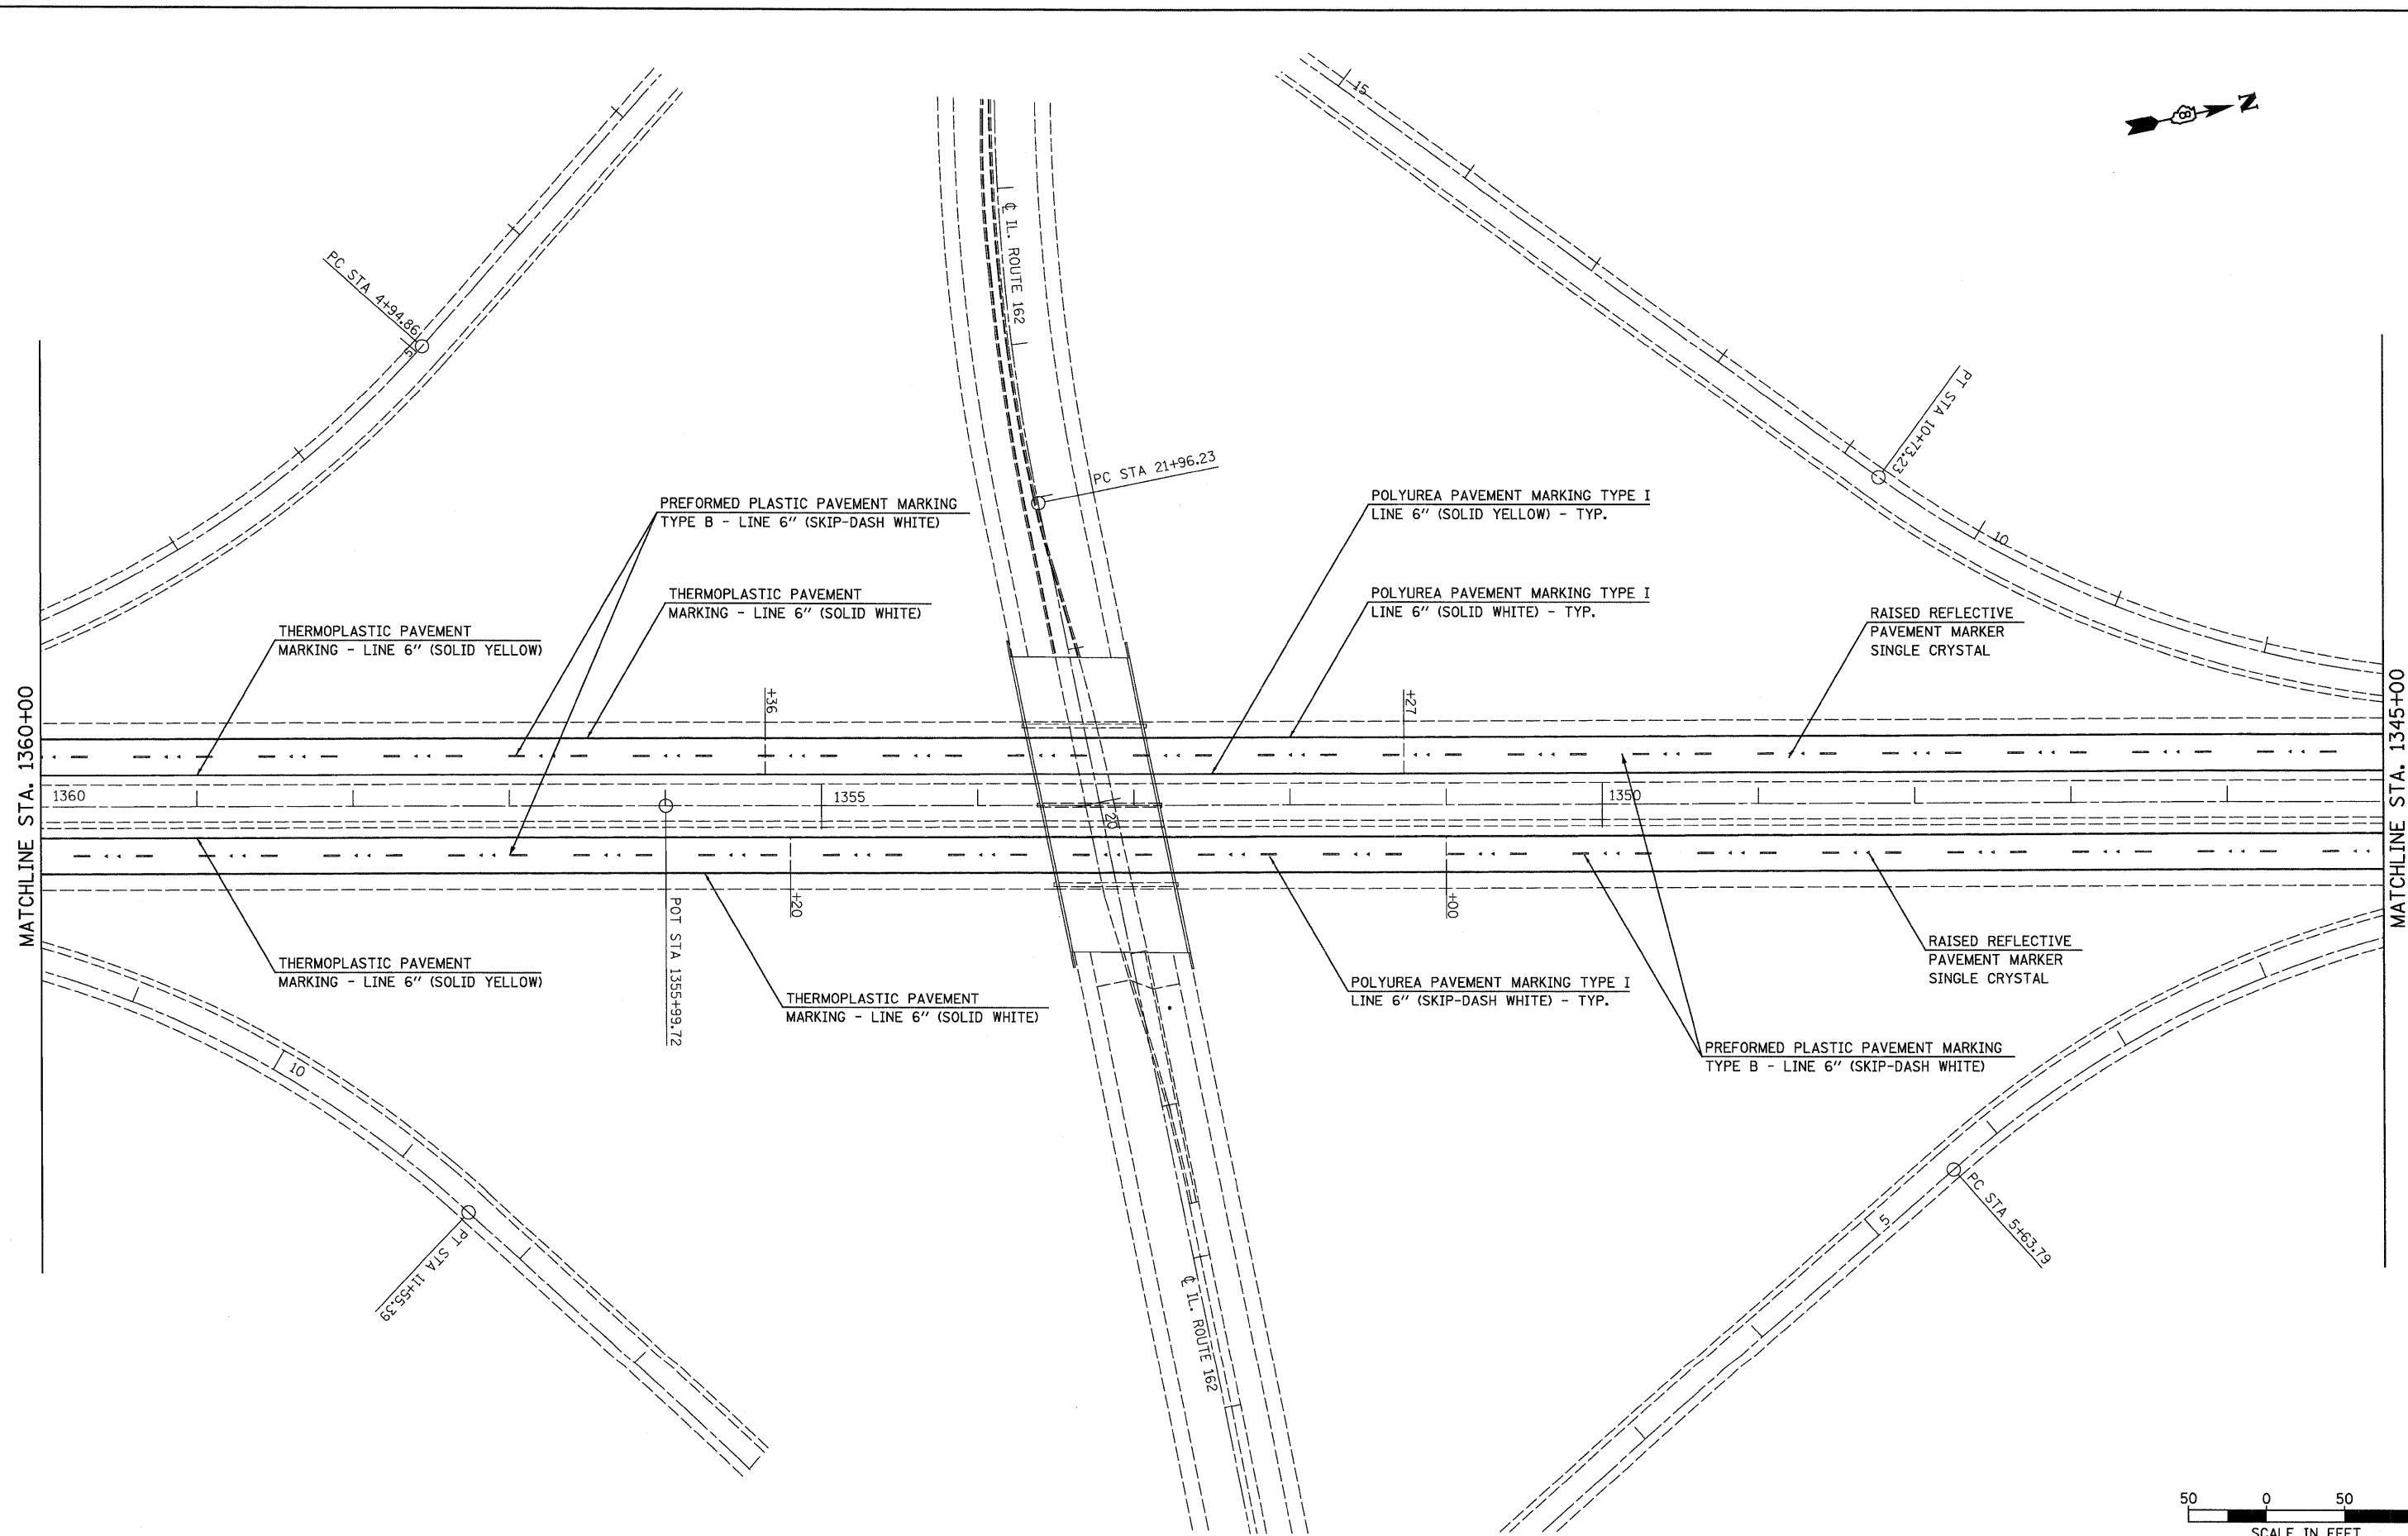 15
N
8
₵ IL. ROUTE 162
PC STA 4+94.86
5
PT STA 10+73.23
PC STA 21+96.23
10
PREFORMED PLASTIC PAVEMENT MARKING
TYPE B - LINE 6" (SKIP-DASH WHITE)
POLYUREA PAVEMENT MARKING TYPE I
LINE 6" (SOLID YELLOW) - TYP.
THERMOPLASTIC PAVEMENT
MARKING - LINE 6" (SOLID WHITE)
POLYUREA PAVEMENT MARKING TYPE I
LINE 6" (SOLID WHITE) - TYP.
RAISED REFLECTIVE
PAVEMENT MARKER
SINGLE CRYSTAL
THERMOPLASTIC PAVEMENT
MARKING - LINE 6" (SOLID YELLOW)
MATCHLINE STA. 1360+00
+36
+27
MATCHLINE STA. 1345+00
1360
1355
1350
20
+20
+00
POT STA 1355+99.72
THERMOPLASTIC PAVEMENT
MARKING - LINE 6" (SOLID YELLOW)
THERMOPLASTIC PAVEMENT
MARKING - LINE 6" (SOLID WHITE)
POLYUREA PAVEMENT MARKING TYPE I
LINE 6" (SKIP-DASH WHITE) - TYP.
RAISED REFLECTIVE
PAVEMENT MARKER
SINGLE CRYSTAL
PREFORMED PLASTIC PAVEMENT MARKING
TYPE B - LINE 6" (SKIP-DASH WHITE)
10
PT STA 11+55.39
5
PC STA 5+63.79
₵ IL. ROUTE 162
50 0 50
SCALE IN FEET